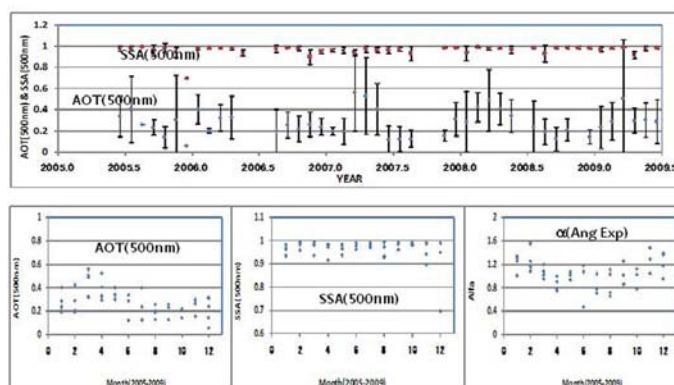 1.2
1
0.8
0.6
0.4
0.2
0
AOT(500nm) & SSA(500nm)
SSA(500nm)
AOT(500nm)
2005.0 2005.5 2006.0 2006.5 2007.0 2007.5 2008.0 2008.5 2009.0 2009.5
YEAR
1
0.8
0.6
0.4
0.2
0
AOT(500nm)
AOT(500nm)
0 2 4 6 8 10 12
Month(2005-2009)
1.1
1
0.9
0.8
0.7
0.6
SSA(500nm)
SSA(500nm)
0 2 4 6 8 10 12
Month(2005-2009)
2
1.6
1.2
0.8
0.4
0
Alfa
α(Ang Exp)
0 2 4 6 8 10 12 14
Month(2005-2009)